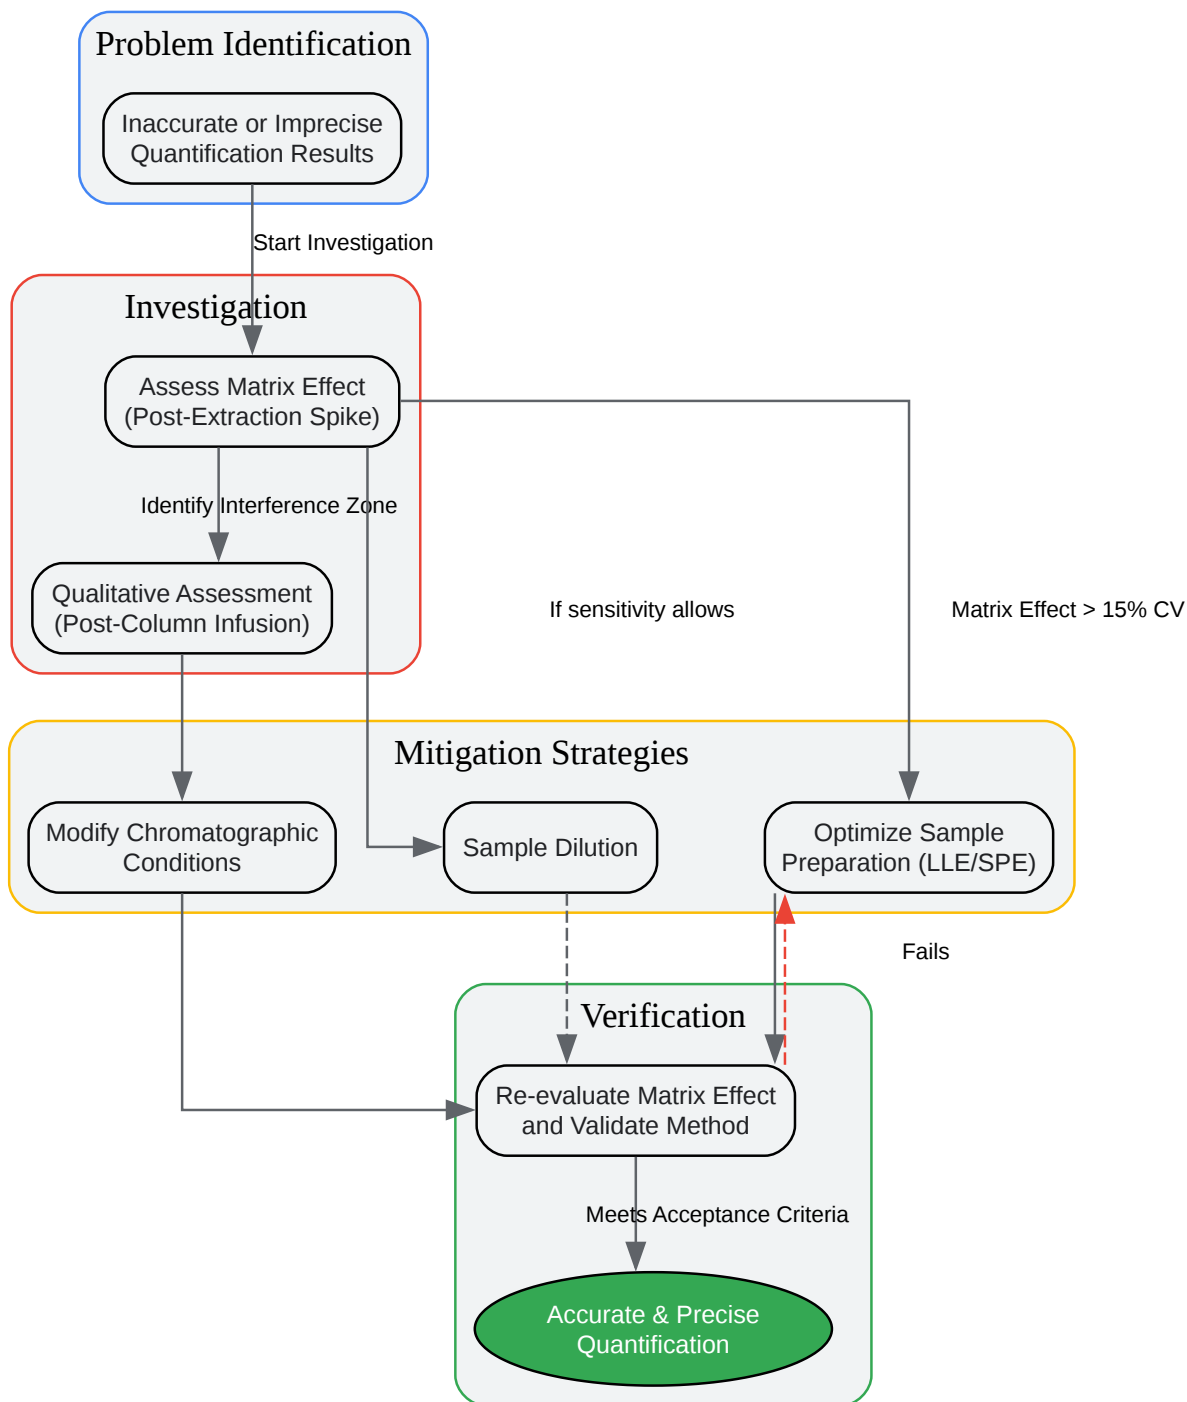 Problem Identification
Inaccurate or Imprecise
Quantification Results
Start Investigation
Investigation
Assess Matrix Effect
(Post-Extraction Spike)
Identify Interference Zone
Qualitative Assessment
(Post-Column Infusion)
If sensitivity allows
Matrix Effect > 15% CV
Mitigation Strategies
Modify Chromatographic
Conditions
Sample Dilution
Optimize Sample
Preparation (LLE/SPE)
Fails
Verification
Re-evaluate Matrix Effect
and Validate Method
Meets Acceptance Criteria
Accurate & Precise
Quantification